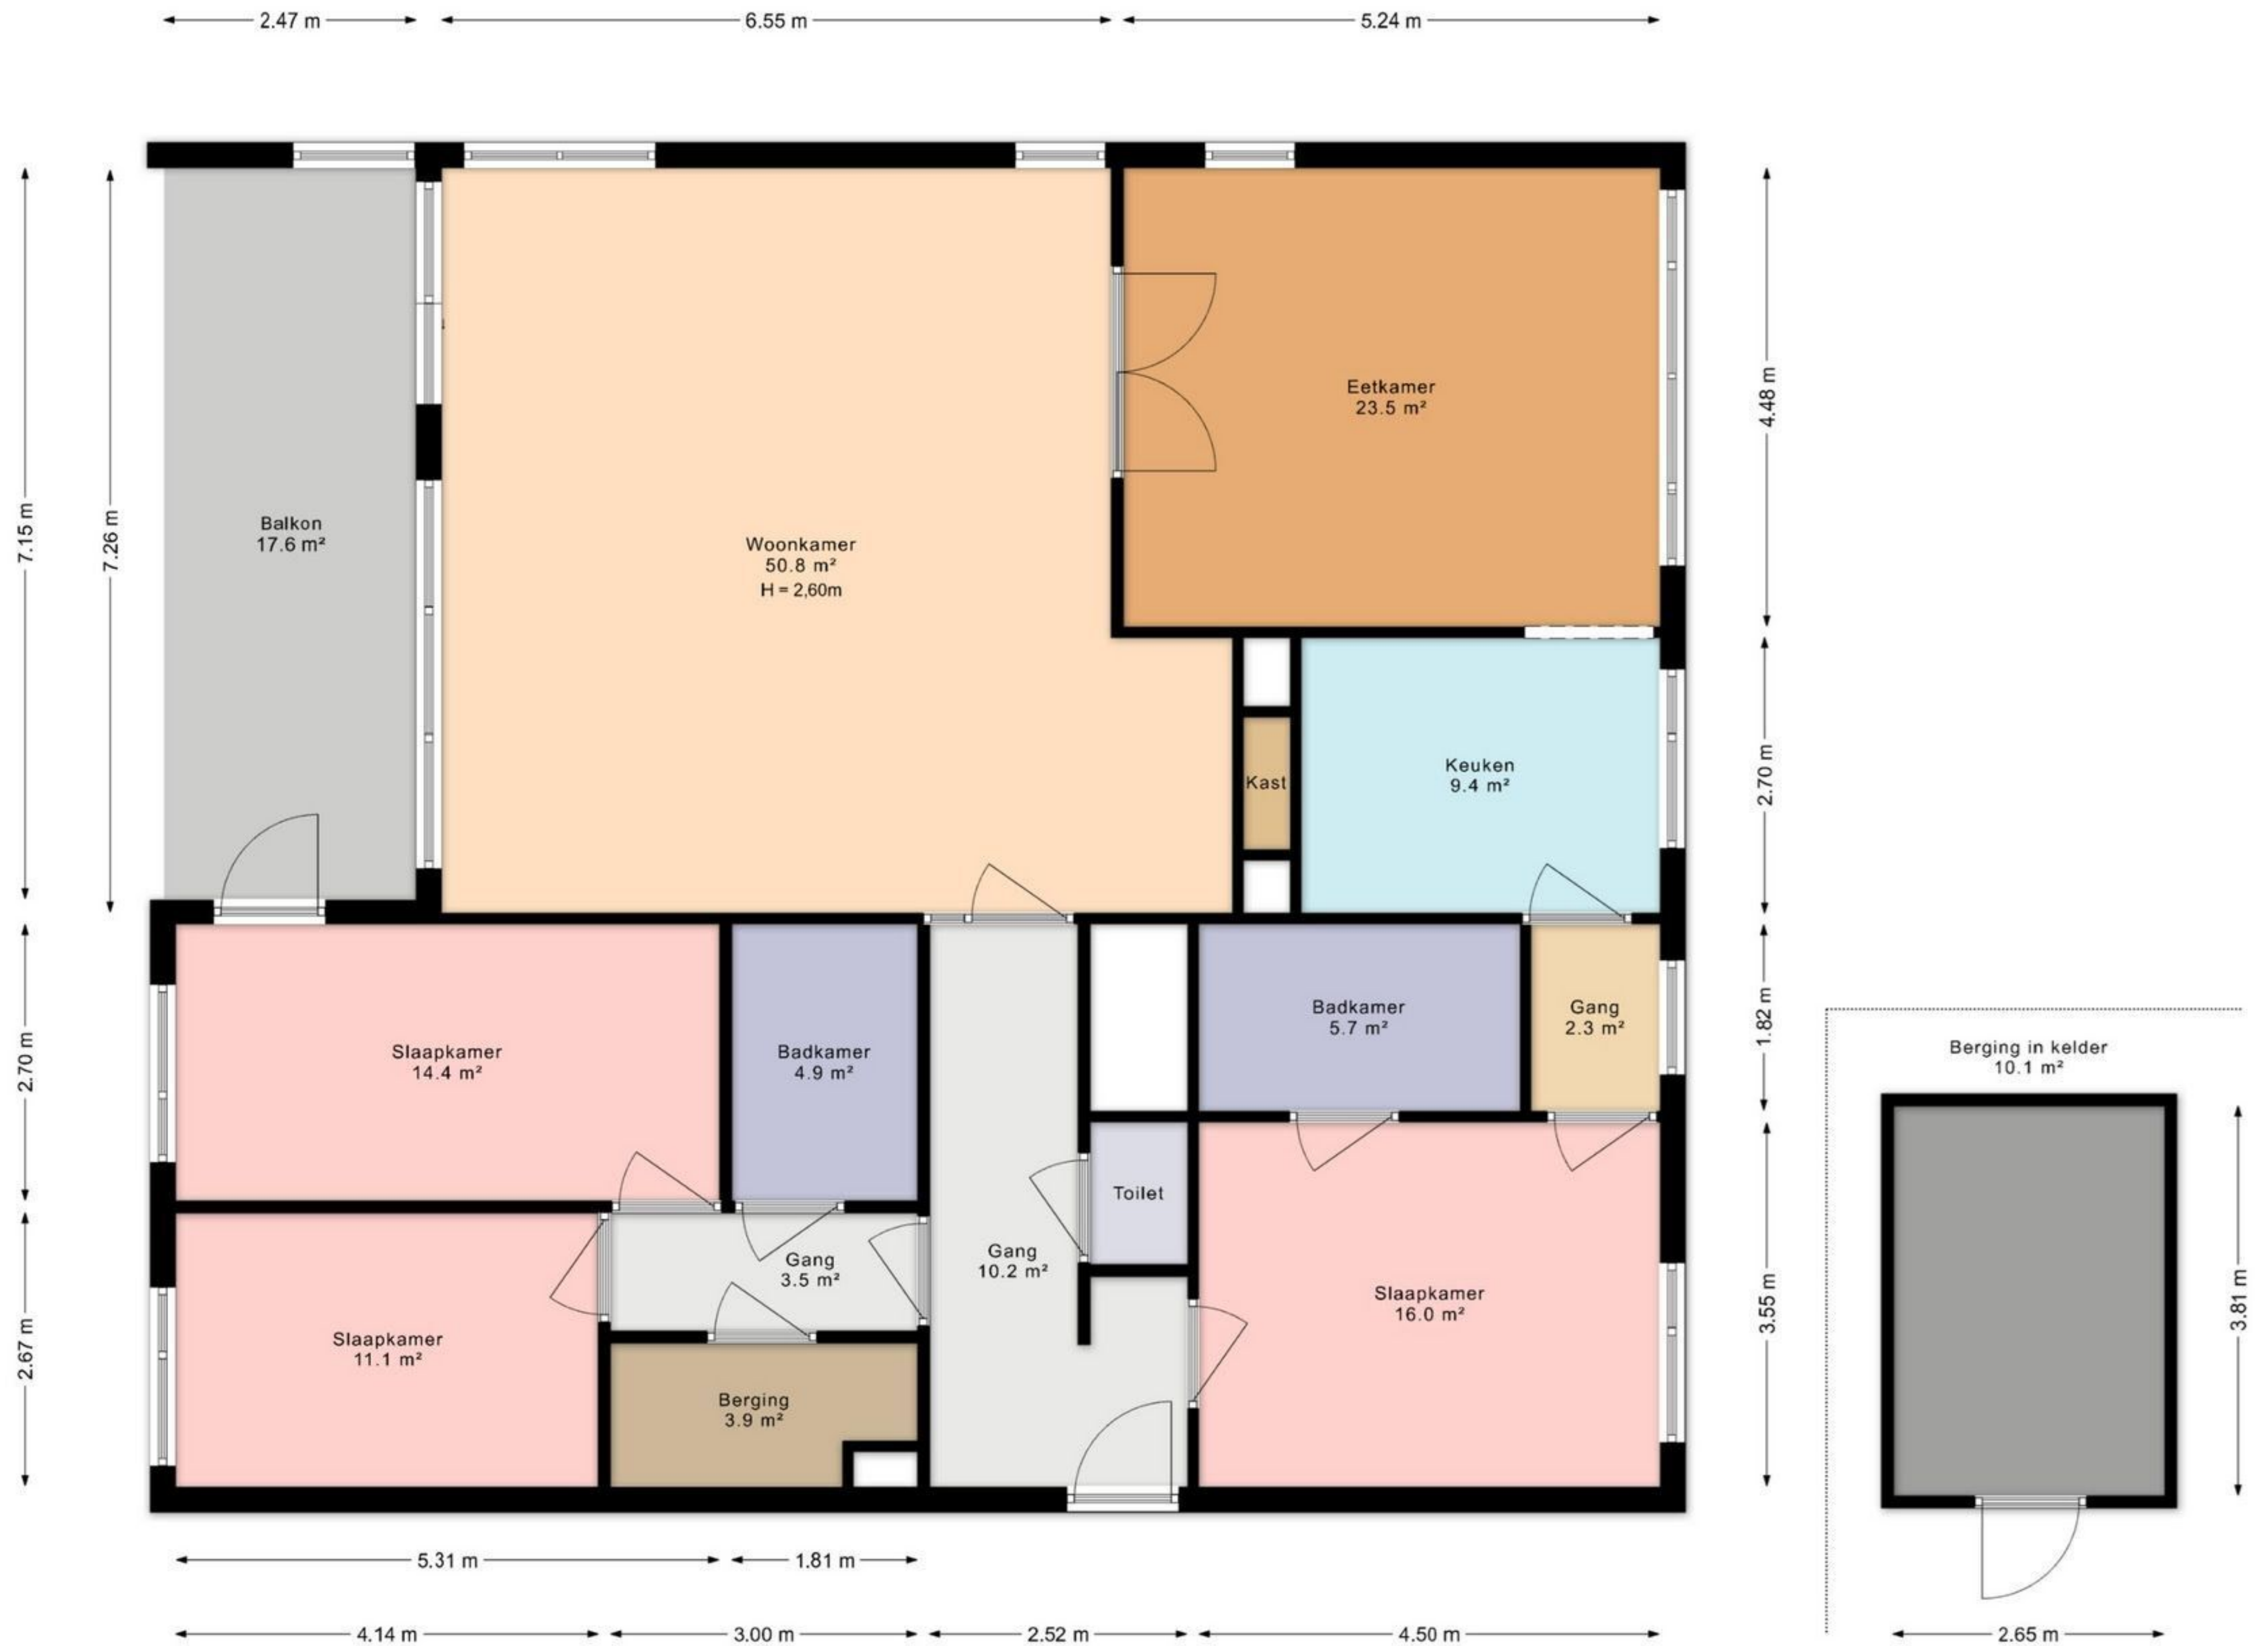 2.47 m
6.55 m
5.24 m
7.15 m
7.26 m
4.48 m
Balkon
17.6 m²
Woonkamer
50.8 m²
H = 2,60m
Eetkamer
23.5 m²
Kast
Keuken
9.4 m²
2.70 m
Slaapkamer
14.4 m²
Badkamer
4.9 m²
Badkamer
5.7 m²
Gang
2.3 m²
1.82 m
2.70 m
Berging in kelder
10.1 m²
Toilet
Gang
3.5 m²
Gang
10.2 m²
Slaapkamer
16.0 m²
3.55 m
3.81 m
Slaapkamer
11.1 m²
2.67 m
Berging
3.9 m²
5.31 m
1.81 m
4.14 m
3.00 m
2.52 m
4.50 m
2.65 m